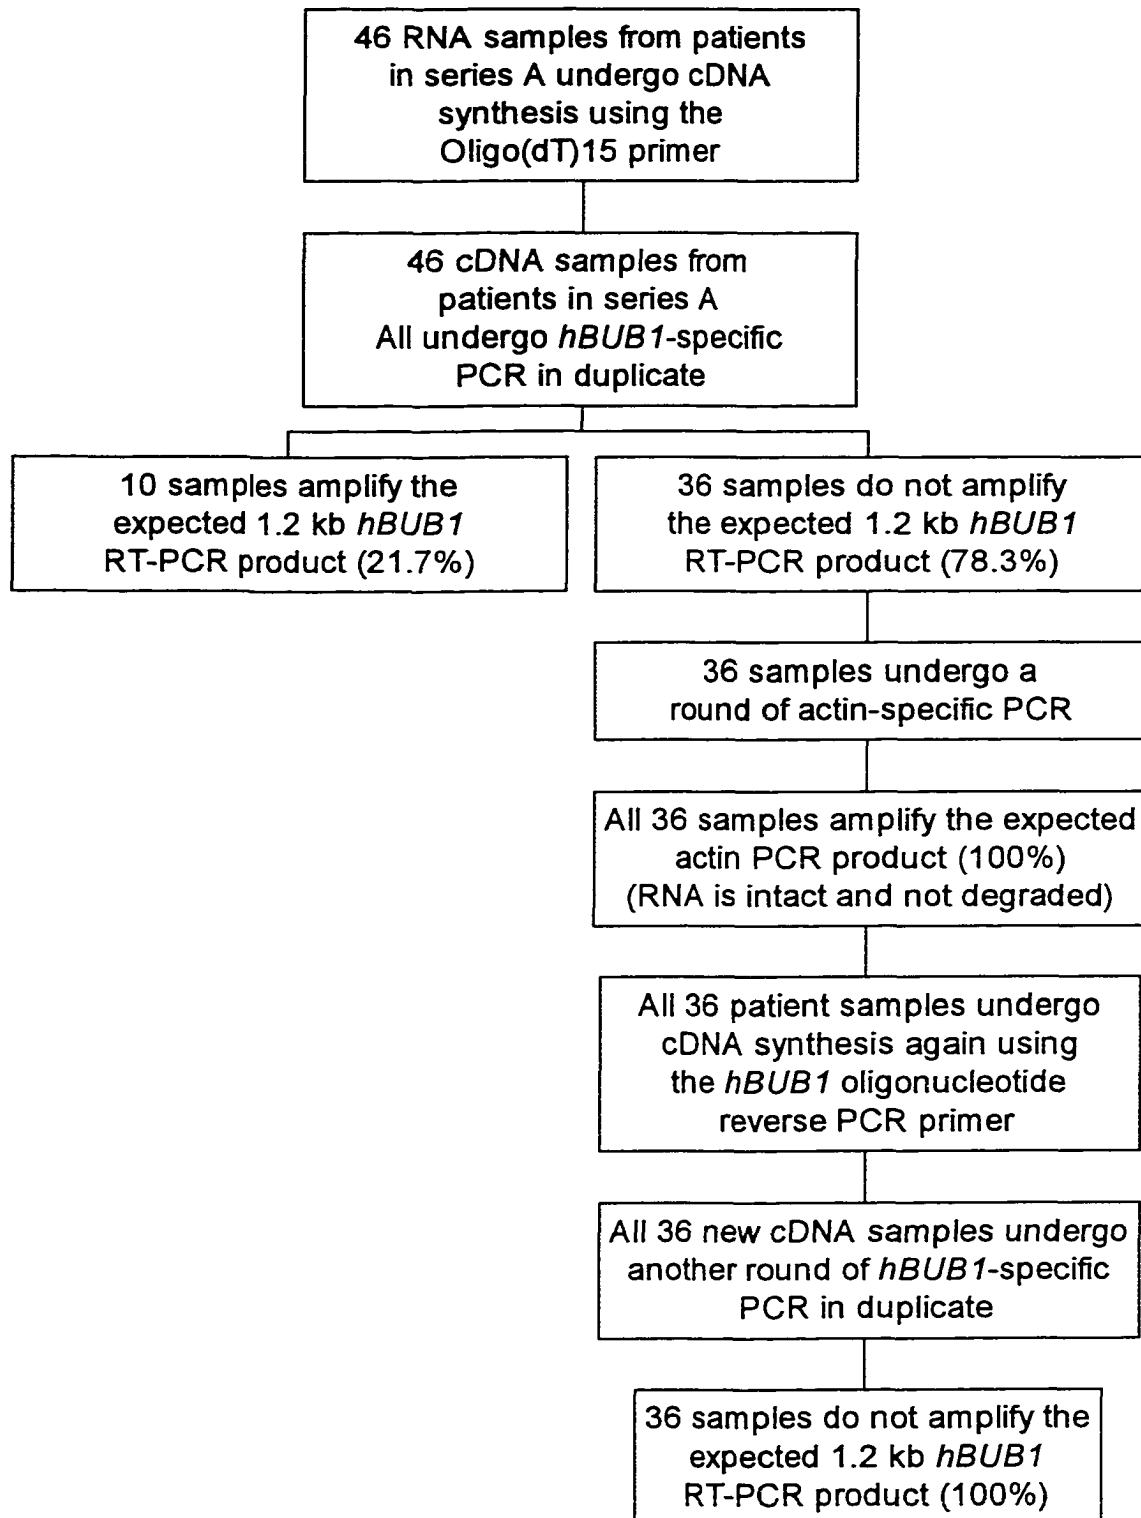 46 RNA samples from patients
in series A undergo cDNA
synthesis using the
Oligo(dT)15 primer
46 cDNA samples from
patients in series A
All undergo hBUB1-specific
PCR in duplicate
10 samples amplify the
expected 1.2 kb hBUB1
RT-PCR product (21.7%)
36 samples do not amplify
the expected 1.2 kb hBUB1
RT-PCR product (78.3%)
36 samples undergo a
round of actin-specific PCR
All 36 samples amplify the expected
actin PCR product (100%)
(RNA is intact and not degraded)
All 36 patient samples undergo
cDNA synthesis again using
the hBUB1 oligonucleotide
reverse PCR primer
All 36 new cDNA samples undergo
another round of hBUB1-specific
PCR in duplicate
36 samples do not amplify the
expected 1.2 kb hBUB1
RT-PCR product (100%)